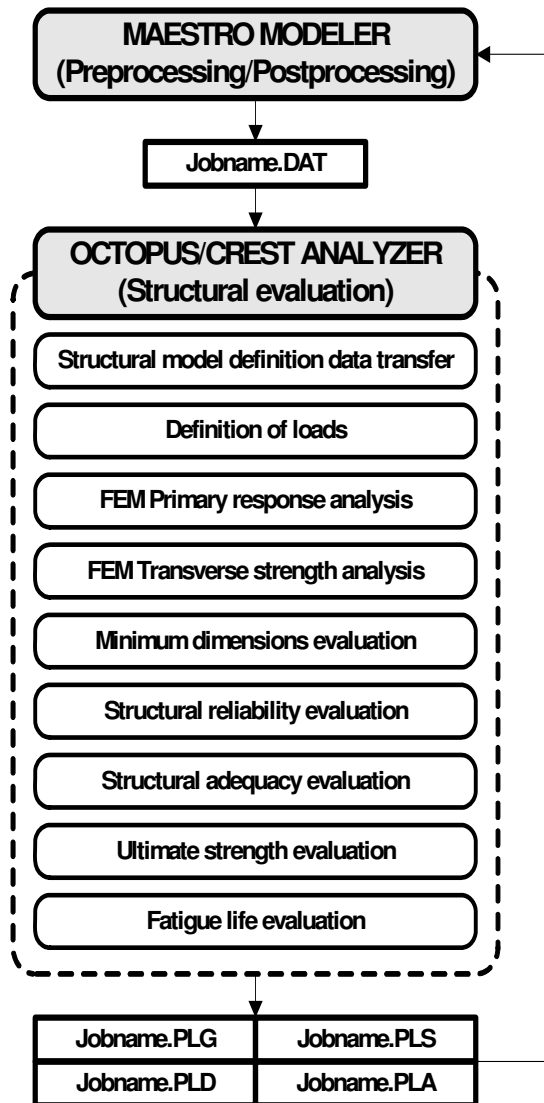 MAESTRO MODELER
(Preprocessing/Postprocessing)
Jobname.DAT
OCTOPUS/CREST ANALYZER
(Structural evaluation)
Structural model definition data transfer
Definition of loads
FEM Primary response analysis
FEM Transverse strength analysis
Minimum dimensions evaluation
Structural reliability evaluation
Structural adequacy evaluation
Ultimate strength evaluation
Fatigue life evaluation
Jobname.PLG Jobname.PLS
Jobname.PLD Jobname.PLA